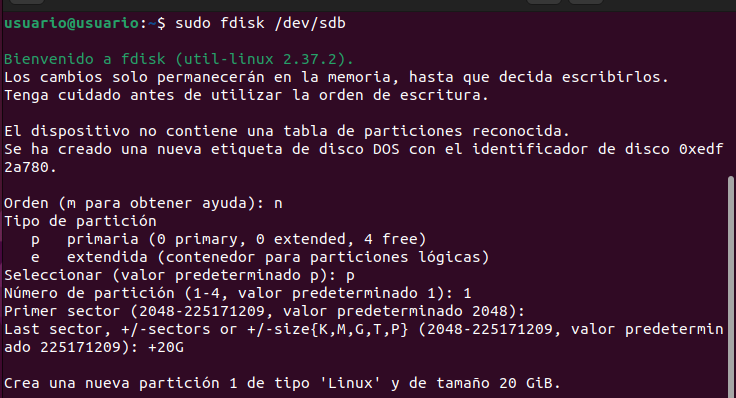 usuario@usuario:~$ sudo fdisk /dev/sdb
Bienvenido a fdisk (util-linux 2.37.2).
Los cambios solo permanecerán en la memoria, hasta que decida escribirlos.
Tenga cuidado antes de utilizar la orden de escritura.
El dispositivo no contiene una tabla de particiones reconocida.
Se ha creado una nueva etiqueta de disco DOS con el identificador de disco 0xedf
2a780.
Orden (m para obtener ayuda): n
Tipo de partición
p   primaria (0 primary, 0 extended, 4 free)
e   extendida (contenedor para particiones lógicas)
Seleccionar (valor predeterminado p): p
Número de partición (1-4, valor predeterminado 1): 1
Primer sector (2048-225171209, valor predeterminado 2048):
Last sector, +/-sectors or +/-size{K,M,G,T,P} (2048-225171209, valor predetermin
ado 225171209): +20G
Crea una nueva partición 1 de tipo 'Linux' y de tamaño 20 GiB.